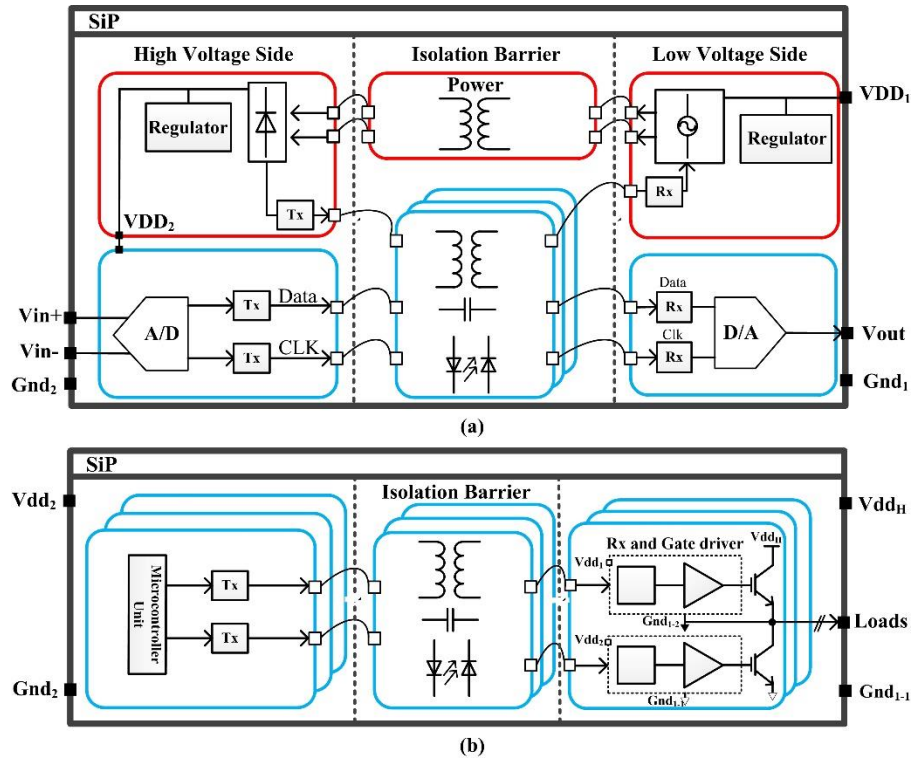 SiP
High Voltage Side
Isolation Barrier
Low Voltage Side
Power
VDD1
Regulator
Regulator
Tx
Rx
VDD2
Data
Tx
Data
Rx
Vin+
A/D
D/A
Vout
Vin-
Tx
CLK
Clk
Rx
Gnd2
Gnd1
(a)
SiP
Isolation Barrier
Vdd2
VddH
Rx and Gate driver
VddH
Vdd1
Microcontroller
Unit
Tx
Gnd1-2
Loads
Tx
Vdd2
Gnd2
Gnd1-1
Gnd1-1
(b)